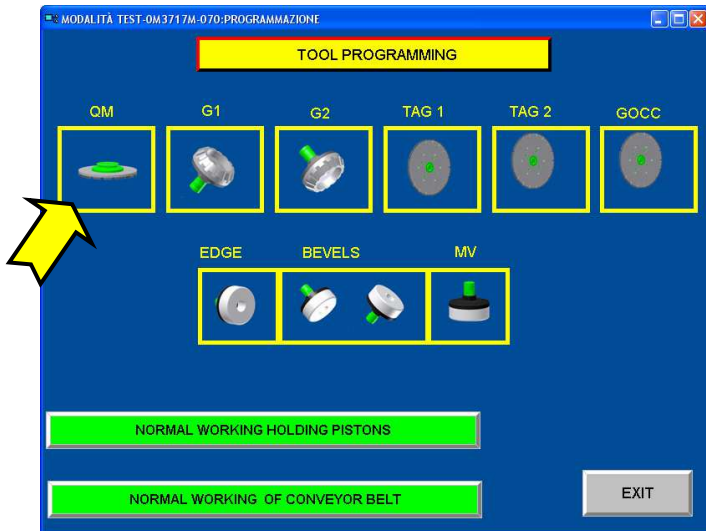 MODALITÀ TEST-0M3717M-070:PROGRAMMAZIONE
TOOL PROGRAMMING
QM G1 G2 TAG 1 TAG 2 GOCC
EDGE BEVELS MV
NORMAL WORKING HOLDING PISTONS
NORMAL WORKING OF CONVEYOR BELT
EXIT